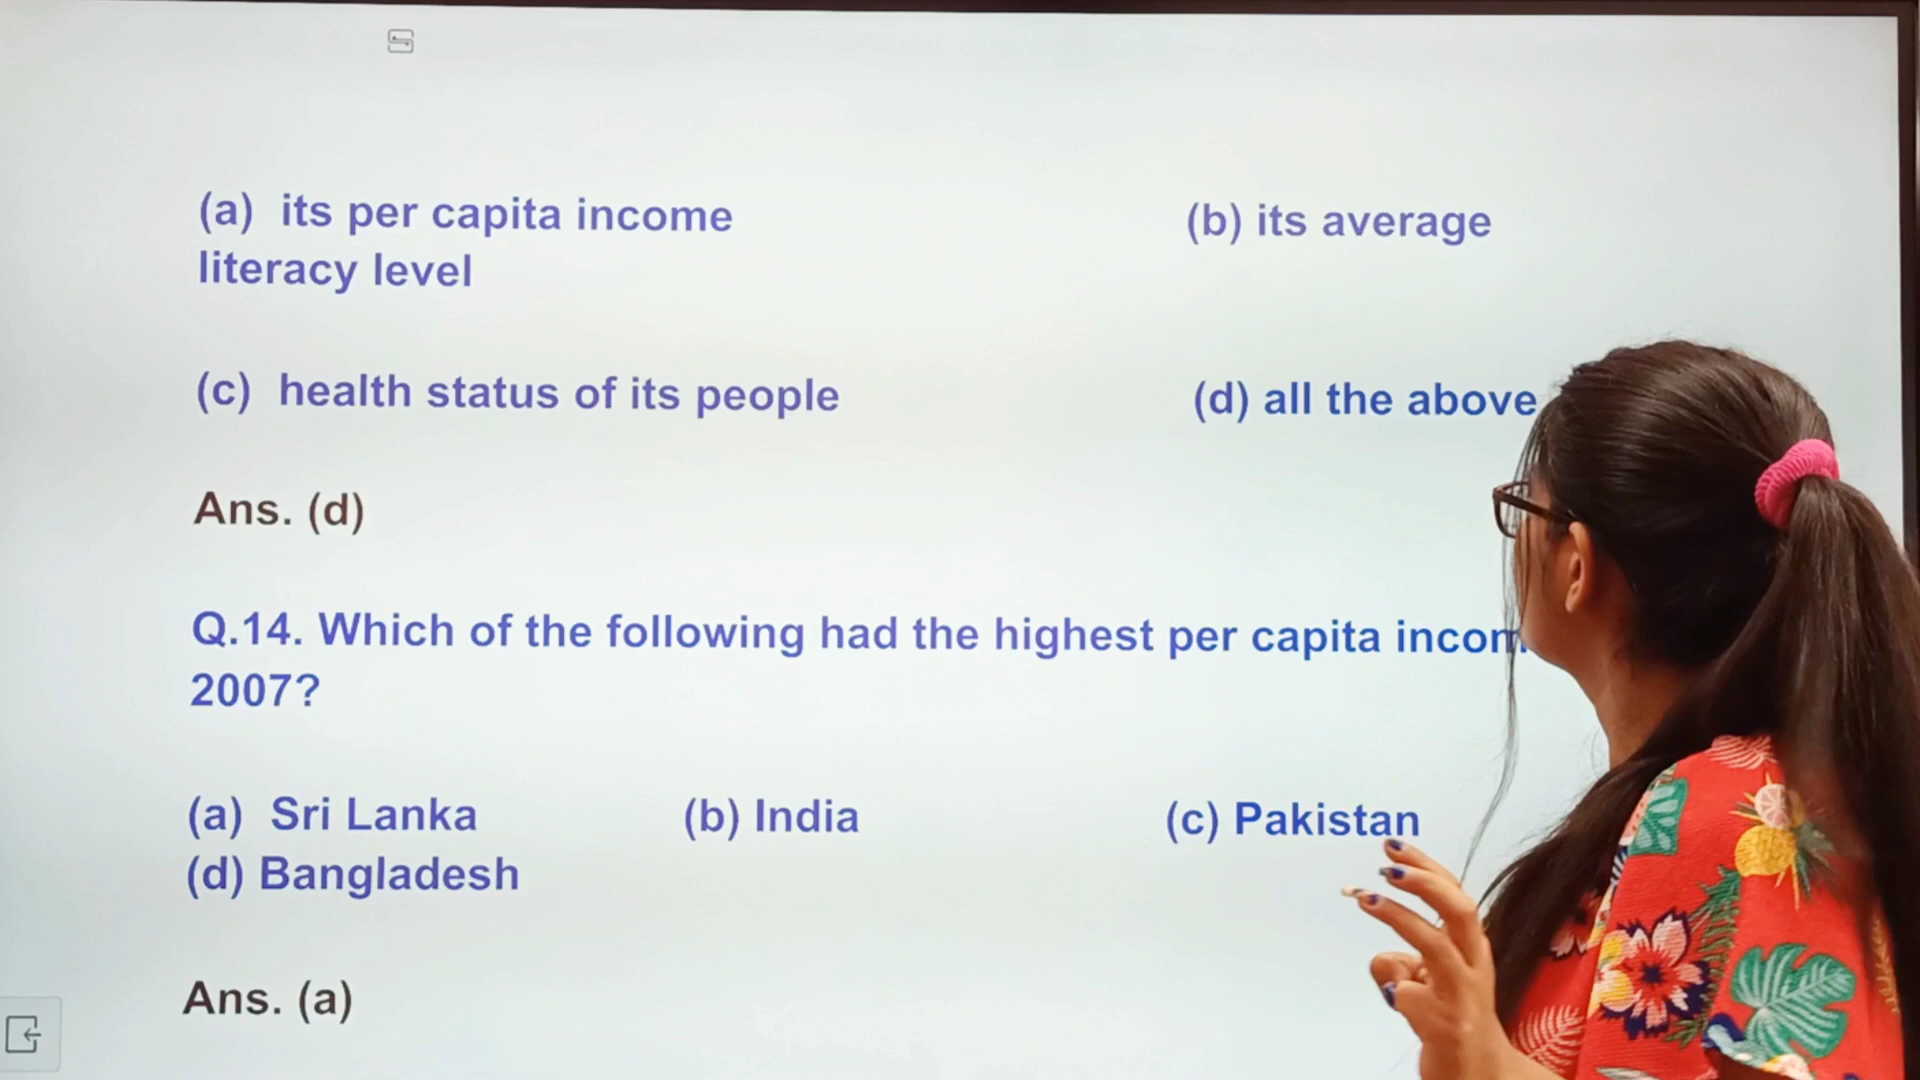 (a) its per capita income (b) its average
literacy level
(c) health status of its people (d) all the above
Ans. (d)
Q.14. Which of the following had the highest per capita
2007?
(a) Sri Lanka (b) India (c) Pakistan
(d) Bangladesh
Ans. (a)